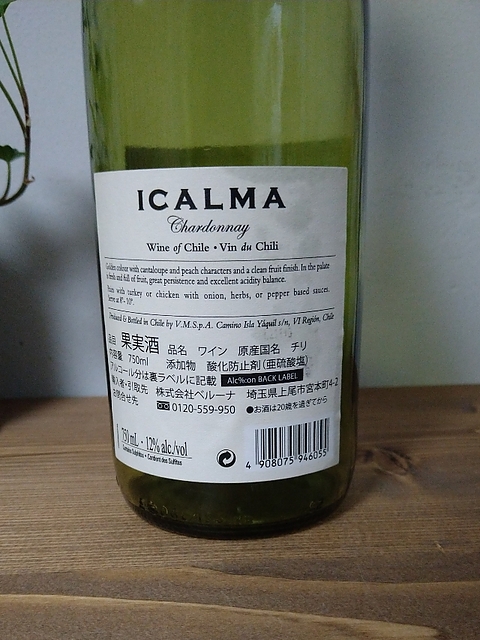 ICALMA
Chardonnay
Wine of Chile • Vin du Chili
Golden colour with cantaloupe and peach characters and a clean fruit finish. In the palate
is fresh and full of fruit, great persistence and excellent acidity balance.
with turkey or chicken with onion, herbs, or pepper based sauces.
Serve at 8°- 10°.
Produced & Bottled in Chile by V.M.S.p.A. Camino Isla Yáquil s/n, VI Región, Chile
品目 果実酒 品名 ワイン 原産国名 チリ
内容量 750ml 添加物 酸化防止剤(亜硫酸塩)
アルコール分は裏ラベルに記載 Alc%:on BACK LABEL
輸入者・引取先 株式会社ベルーナ 埼玉県上尾市宮本町4-2
お問合せ先 0120-559-950 ●お酒は20歳を過ぎてから
750 mL - 12% alc./vol
Contains Sulphites • Contient des Sulfites
4 908075 946055